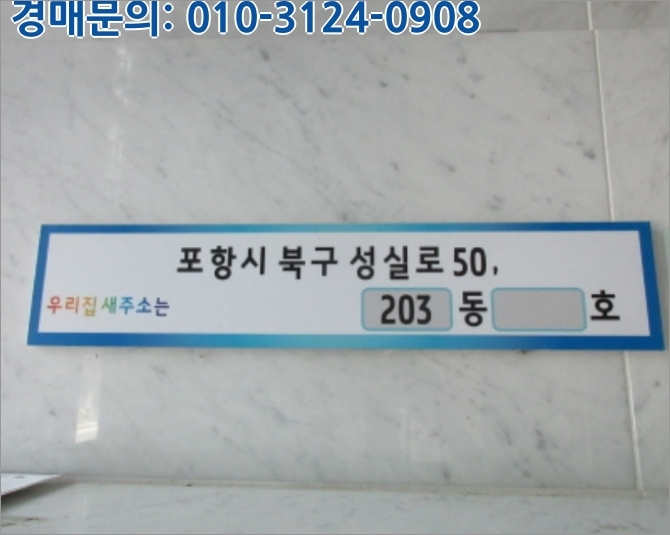 경매문의: 010-3124-0908
포항시 북구 성실로 50,
우리집 새주소는 203 동 호